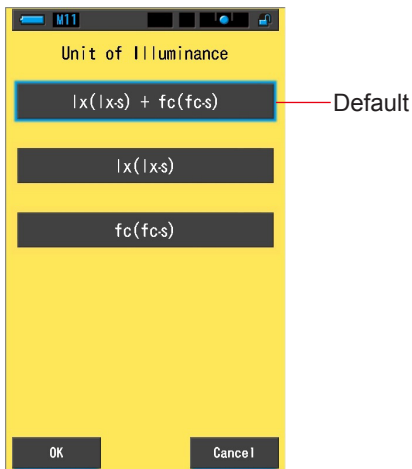 M11
Unit of Illuminance
lx(lx-s) + fc(fc-s)
Default
lx(lx-s)
fc(fc-s)
OK
Cancel